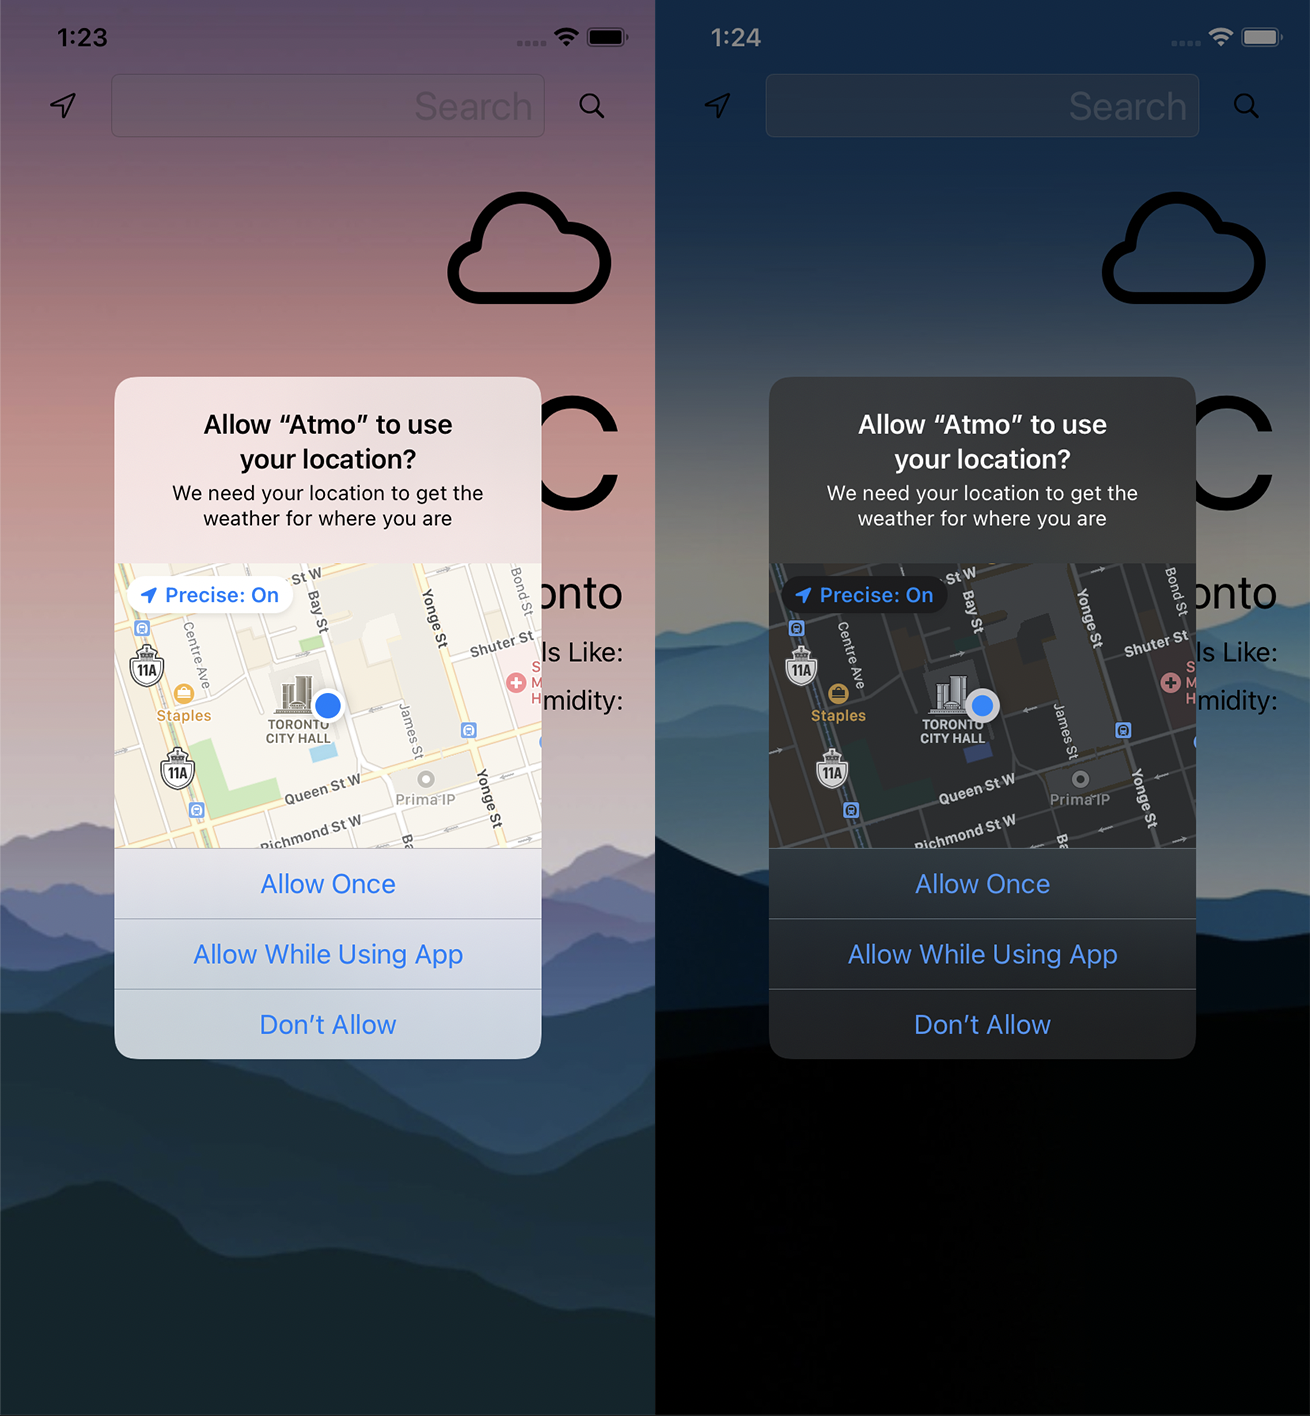 1:23
Search
C
Allow “Atmo” to use
your location?
We need your location to get the
weather for where you are
onto
ls Like:
midity:
Precise: On
St W
Bay St
Yonge St
Bond St
Shuter St
Centre Ave
11A
Staples
TORONTO
CITY HALL
James St
S
M
H
11A
Queen St W
Prima IP
Yonge St
Richmond St W
Ba
Allow Once
Allow While Using App
Don’t Allow
1:24
Search
C
Allow “Atmo” to use
your location?
We need your location to get the
weather for where you are
onto
ls Like:
midity:
Precise: On
St W
Bay St
Yonge St
Bond St
Shuter St
Centre Ave
11A
Staples
TORONTO
CITY HALL
James St
S
M
H
11A
Queen St W
Prima IP
Yonge St
Richmond St W
Ba
Allow Once
Allow While Using App
Don’t Allow